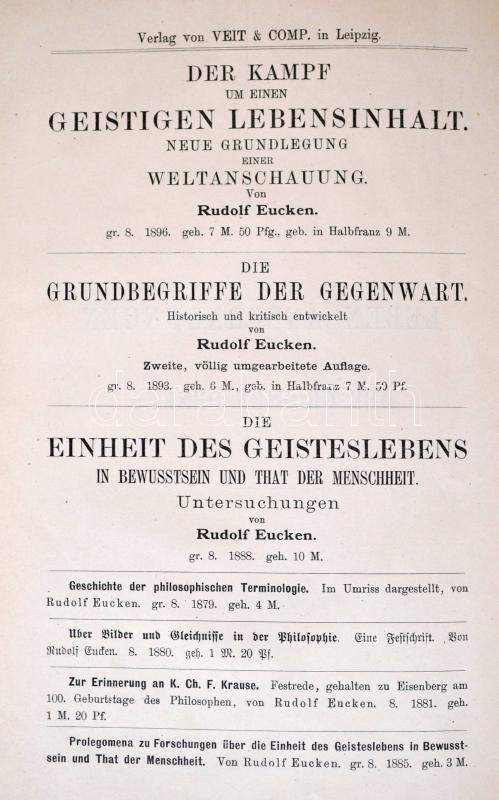 Verlag von VEIT & COMP. in Leipzig.
DER KAMPF
UM EINEN
GEISTIGEN LEBENSINHALT.
NEUE GRUNDLEGUNG
EINER
WELTANSCHAUUNG.
Von
Rudolf Eucken.
gr. 8. 1896. geh. 7 M. 50 Pfg., geb. in Halbfranz 9 M.
DIE
GRUNDBEGRIFFE DER GEGENWART.
Historisch und kritisch entwickelt
von
Rudolf Eucken.
Zweite, völlig umgearbeitete Auflage.
gr. 8. 1893. geh. 6 M., geb. in Halbfranz 7 M. 50 Pf.
darabanth
DIE
EINHEIT DES GEISTESLEBENS
IN BEWUSSTSEIN UND THAT DER MENSCHHEIT.
Untersuchungen
von
Rudolf Eucken.
gr. 8. 1888. geh. 10 M.
Geschichte der philosophischen Terminologie. Im Umriss dargestellt, von
Rudolf Eucken. gr. 8. 1879. geh. 4 M.
Über Bilder und Gleichnisse in der Philosophie. Eine Festschrift. Von
Rudolf Eucken. 8. 1880. geh. 1 M. 20 Pf.
Zur Erinnerung an K. Ch. F. Krause. Festrede, gehalten zu Eisenberg am
100. Geburtstage des Philosophen, von Rudolf Eucken. 8. 1881. geh.
1 M. 20 Pf.
Prolegomena zu Forschungen über die Einheit des Geisteslebens in Bewusst-
sein und That der Menschheit. Von Rudolf Eucken. gr. 8. 1885. geh. 3 M.